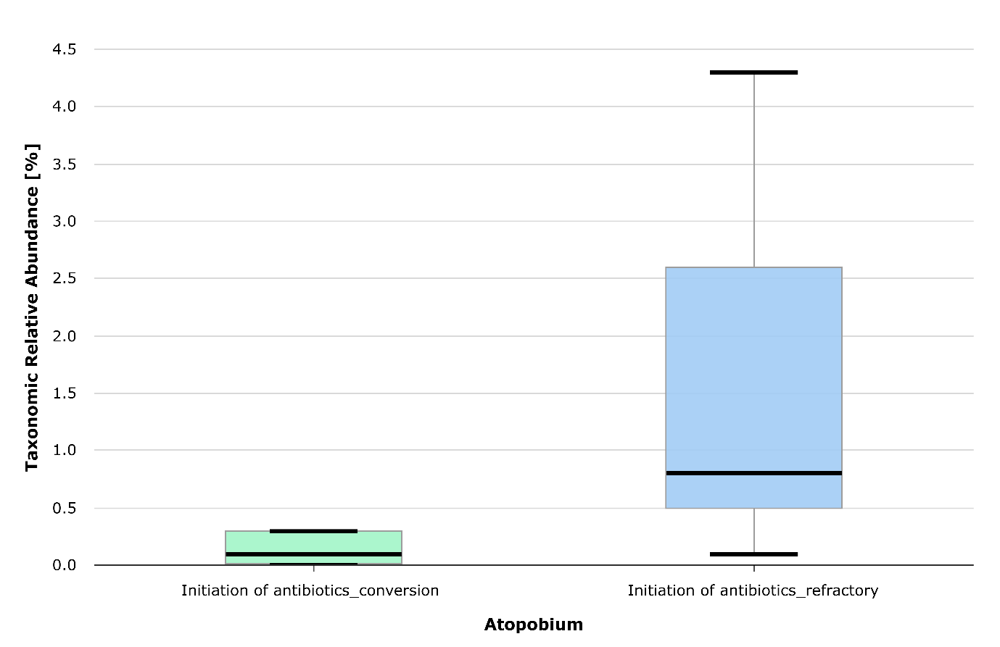 4.5
4.0
3.5
3.0
2.5
2.0
1.5
1.0
0.5
0.0
Taxonomic Relative Abundance [%]
Initiation of antibiotics_conversion
Initiation of antibiotics_refractory
Atopobium